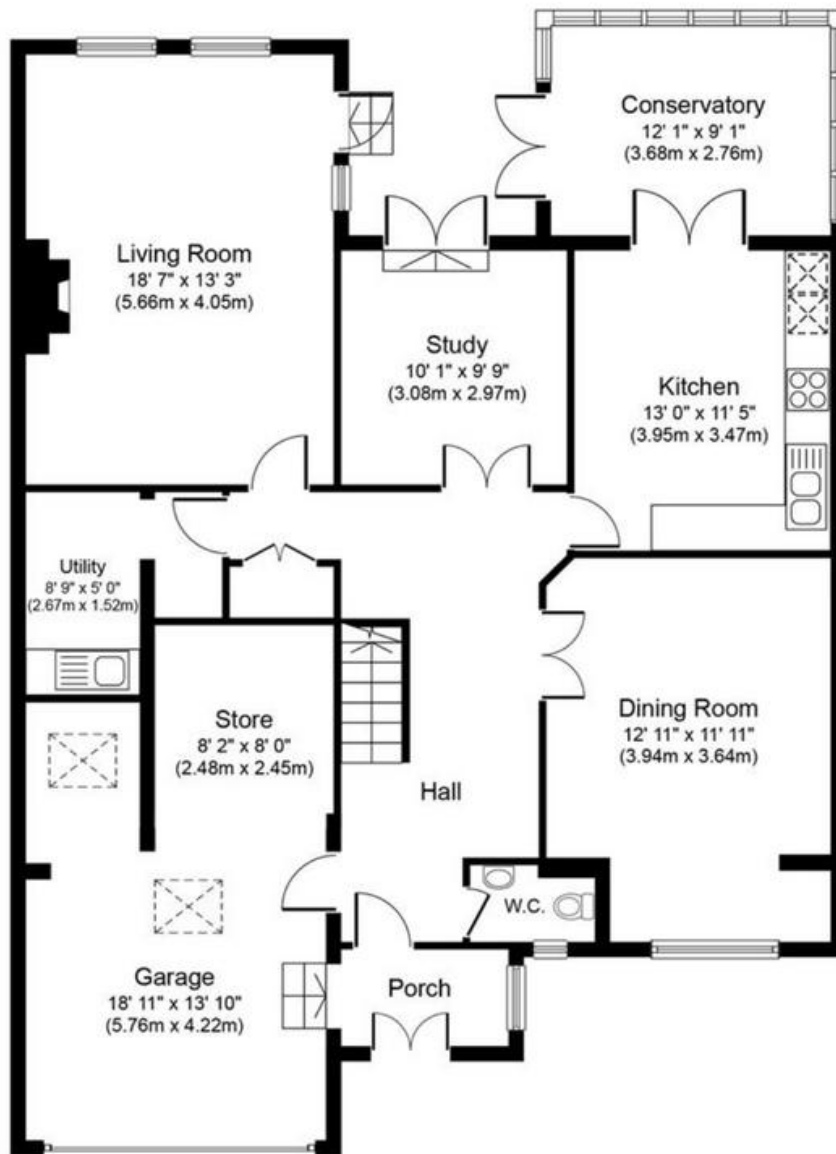 Conservatory
12' 1" x 9' 1"
(3.68m x 2.76m)
Living Room
18' 7" x 13' 3"
(5.66m x 4.05m)
Study
10' 1" x 9' 9"
(3.08m x 2.97m)
Kitchen
13' 0" x 11' 5"
(3.95m x 3.47m)
Utility
8' 9" x 5' 0"
(2.67m x 1.52m)
Store
8' 2" x 8' 0"
(2.48m x 2.45m)
Dining Room
12' 11" x 11' 11"
(3.94m x 3.64m)
Hall
W.C.
Garage
18' 11" x 13' 10"
(5.76m x 4.22m)
Porch